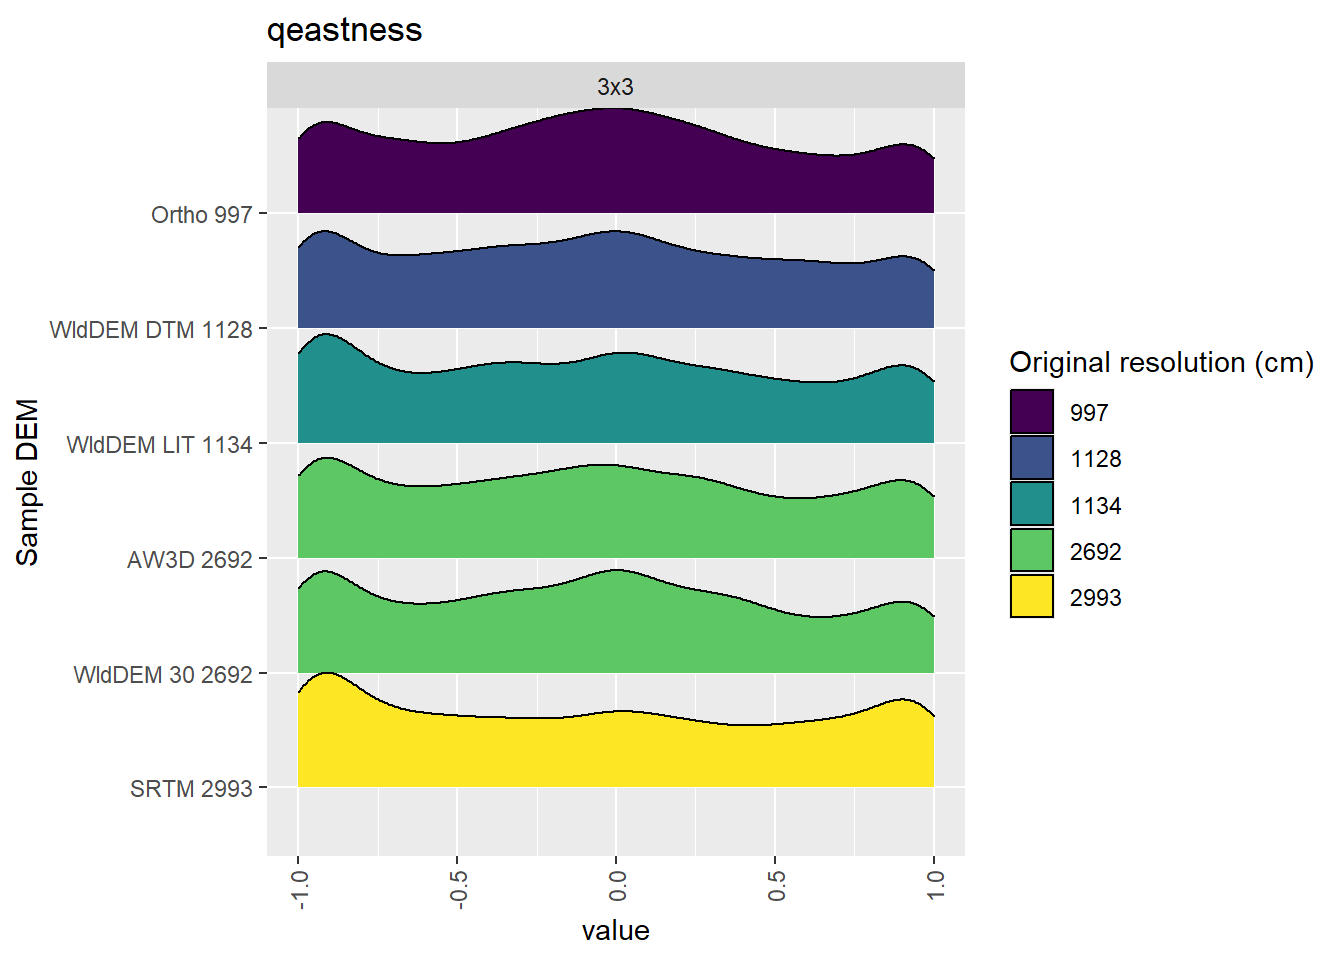 qeastness
3x3
Sample DEM
Ortho 997
WldDEM DTM 1128
WldDEM LIT 1134
AW3D 2692
WldDEM 30 2692
SRTM 2993
-1.0
-0.5
0.0
0.5
1.0
value
Original resolution (cm)
997
1128
1134
2692
2993